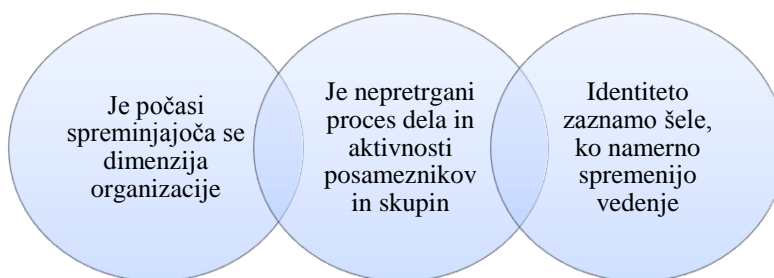 Je počasi
spreminjajoča se
dimenzija
organizacije
Je nepretrgani
proces dela in
aktivnosti
posameznikov
in skupin
Identiteto
zaznamo šele,
ko namerno
spremenijo
vedenje